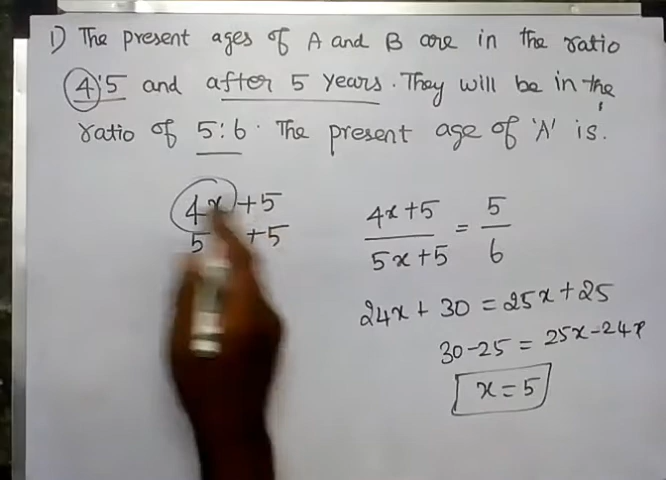 1) The present ages of A and B are in the ratio
4:5 and after 5 years. They will be in the
ratio of 5:6. The present age of 'A' is.
4x + 5
5 + 5
4x+5 / 5x+5 = 5/6
24x + 30 = 25x + 25
30-25 = 25x-24x
x = 5